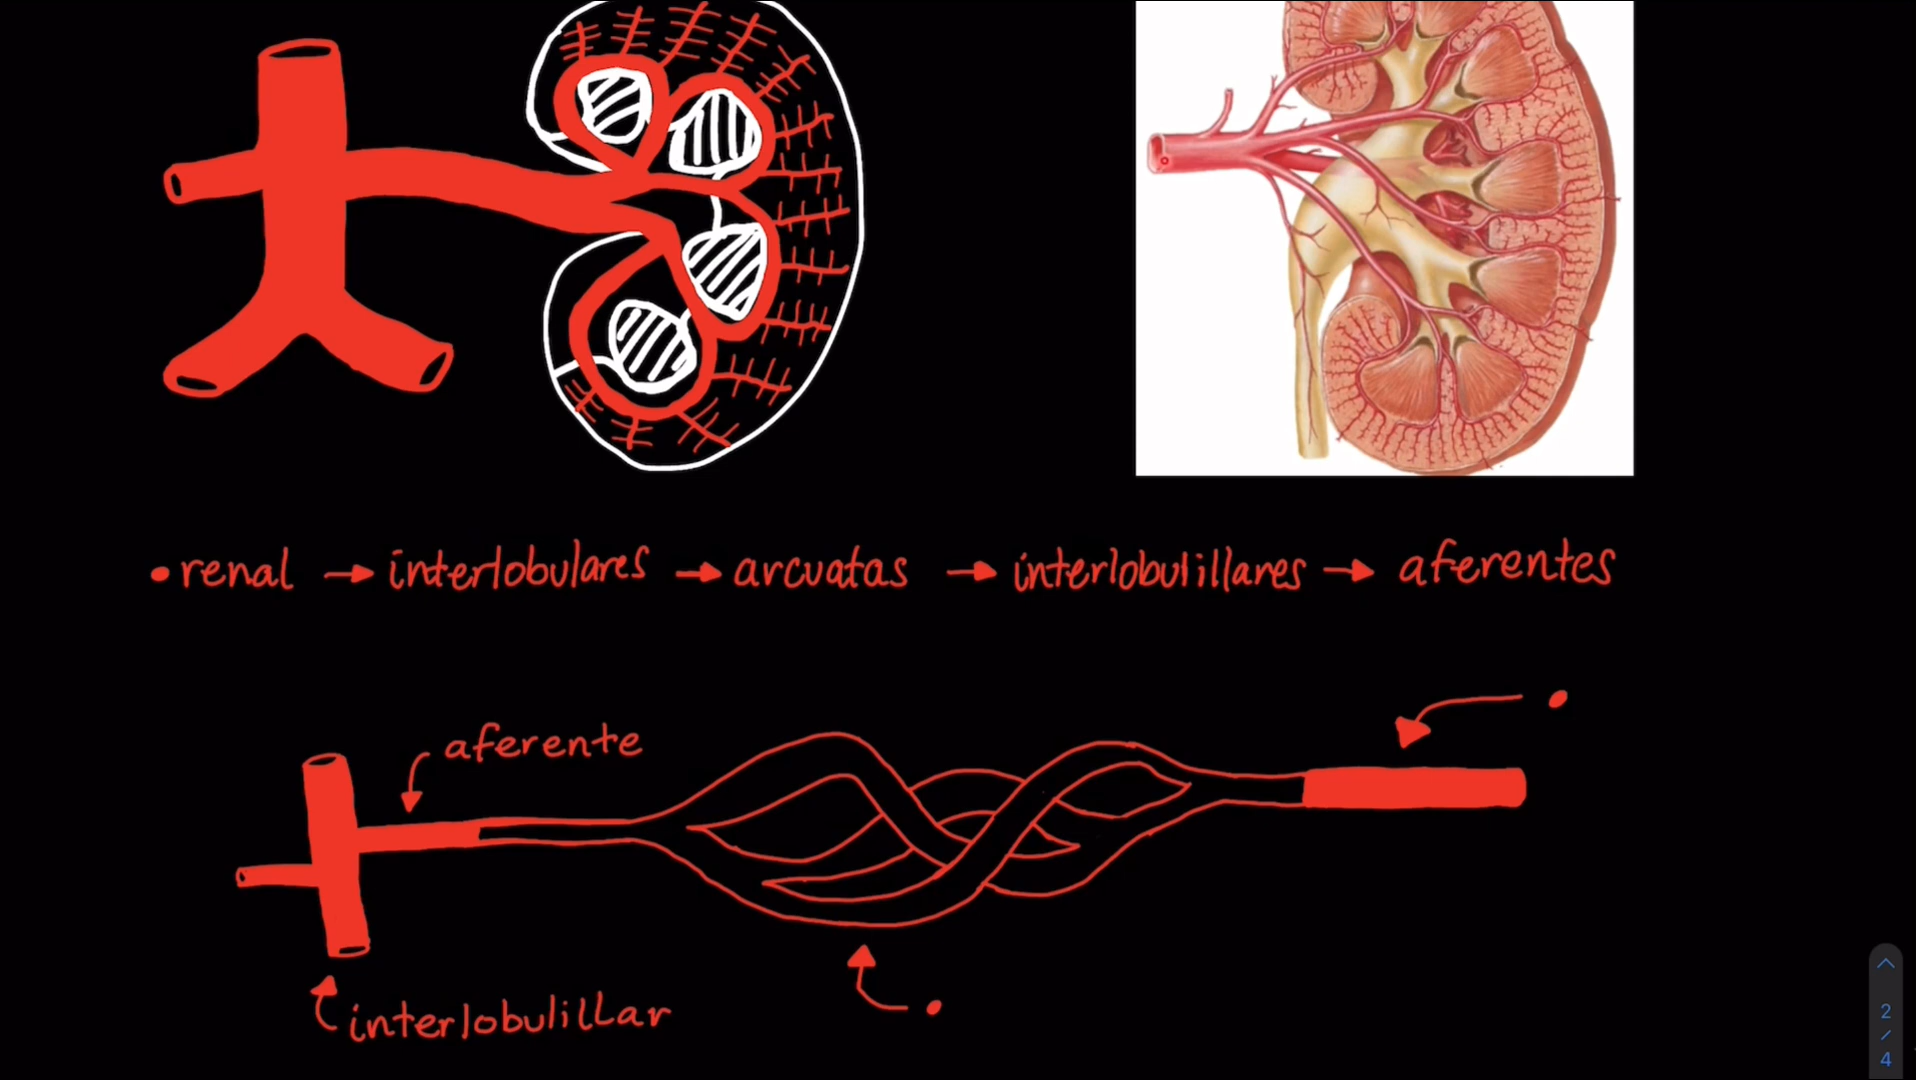 • renal → interlobulares → arcuatas → interlobulillares → aferentes
aferente
interlobulillar
2
/
4